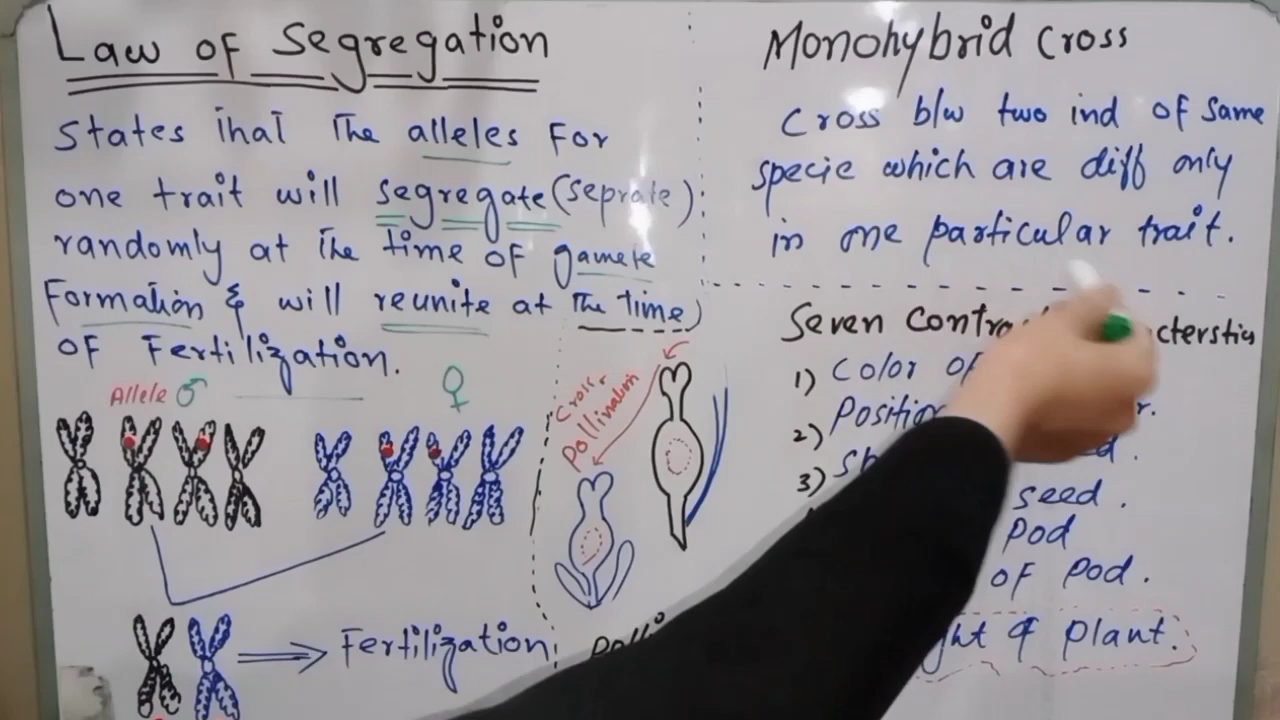 Law of Segregation
States That The alleles For
one trait will segregate (seprate)
randomly at The time of gamete
Formation & will reunite at The time
of Fertilization.
Allele ♂
♀
Cross-
Pollination
Fertilization
Monohybrid Cross
Cross b/w two ind of Same
specie which are diff only
in one particular trait.
Seven
1) Color of
2)
3)
seed.
Pod
of Pod.
of Plant.